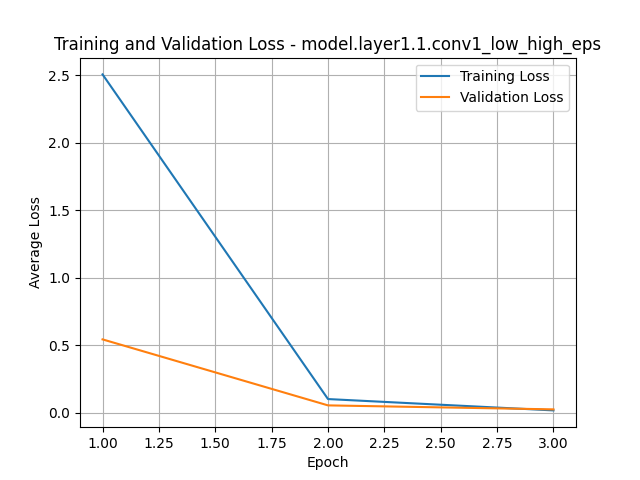 Training and Validation Loss - model.layer1.1.conv1_low_high_eps
Training Loss
Validation Loss
2.5
2.0
1.5
1.0
0.5
0.0
Average Loss
1.00 1.25 1.50 1.75 2.00 2.25 2.50 2.75 3.00
Epoch